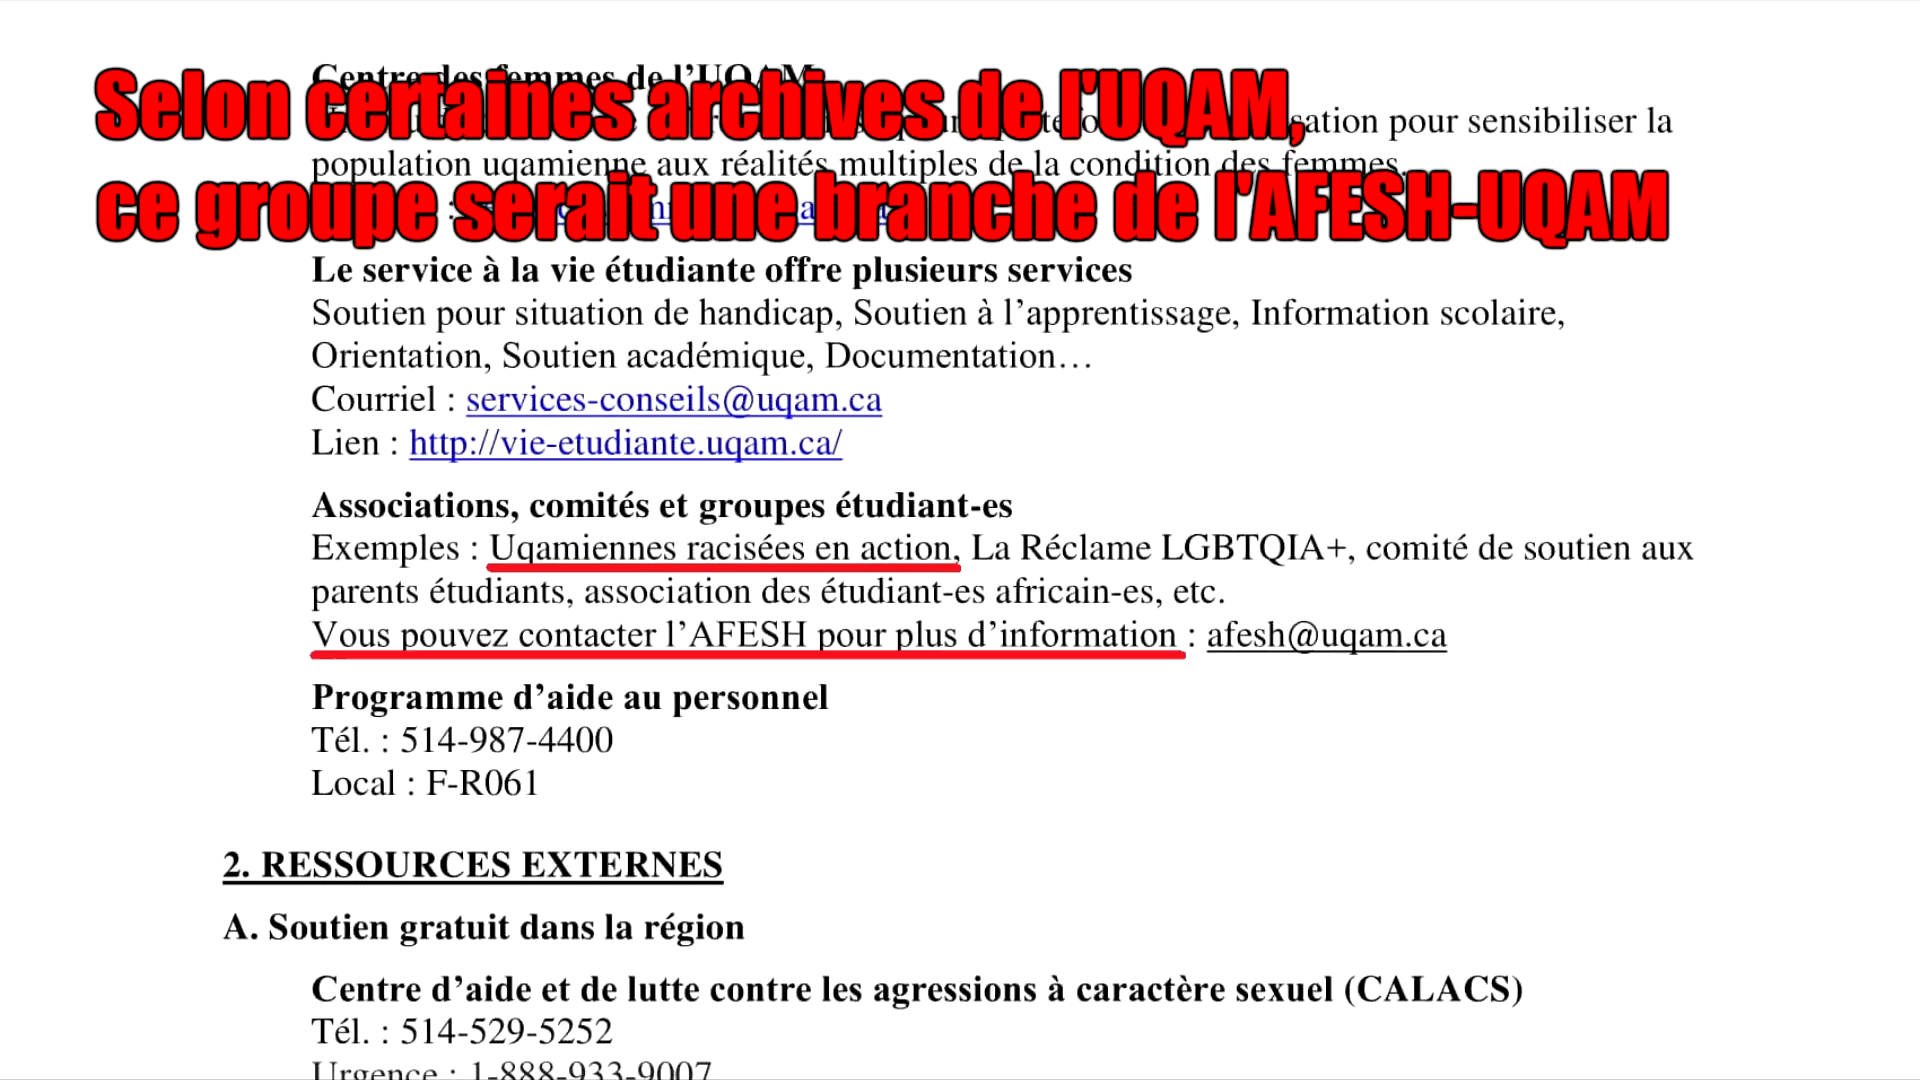 Selon certaines archives de l'UQAM,
ce groupe serait une branche de l'AFESH-UQAM
Centre des femmes de l’UQAM
sation pour sensibiliser la
population uqamienne aux réalités multiples de la condition des femmes.
Le service à la vie étudiante offre plusieurs services
Soutien pour situation de handicap, Soutien à l’apprentissage, Information scolaire,
Orientation, Soutien académique, Documentation…
Courriel : services-conseils@uqam.ca
Lien : http://vie-etudiante.uqam.ca/
Associations, comités et groupes étudiant-es
Exemples : Uqamiennes racisées en action, La Réclame LGBTQIA+, comité de soutien aux
parents étudiants, association des étudiant-es africain-es, etc.
Vous pouvez contacter l’AFESH pour plus d’information : afesh@uqam.ca
Programme d’aide au personnel
Tél. : 514-987-4400
Local : F-R061
2. RESSOURCES EXTERNES
A. Soutien gratuit dans la région
Centre d’aide et de lutte contre les agressions à caractère sexuel (CALACS)
Tél. : 514-529-5252
Urgence : 1-888-933-9007